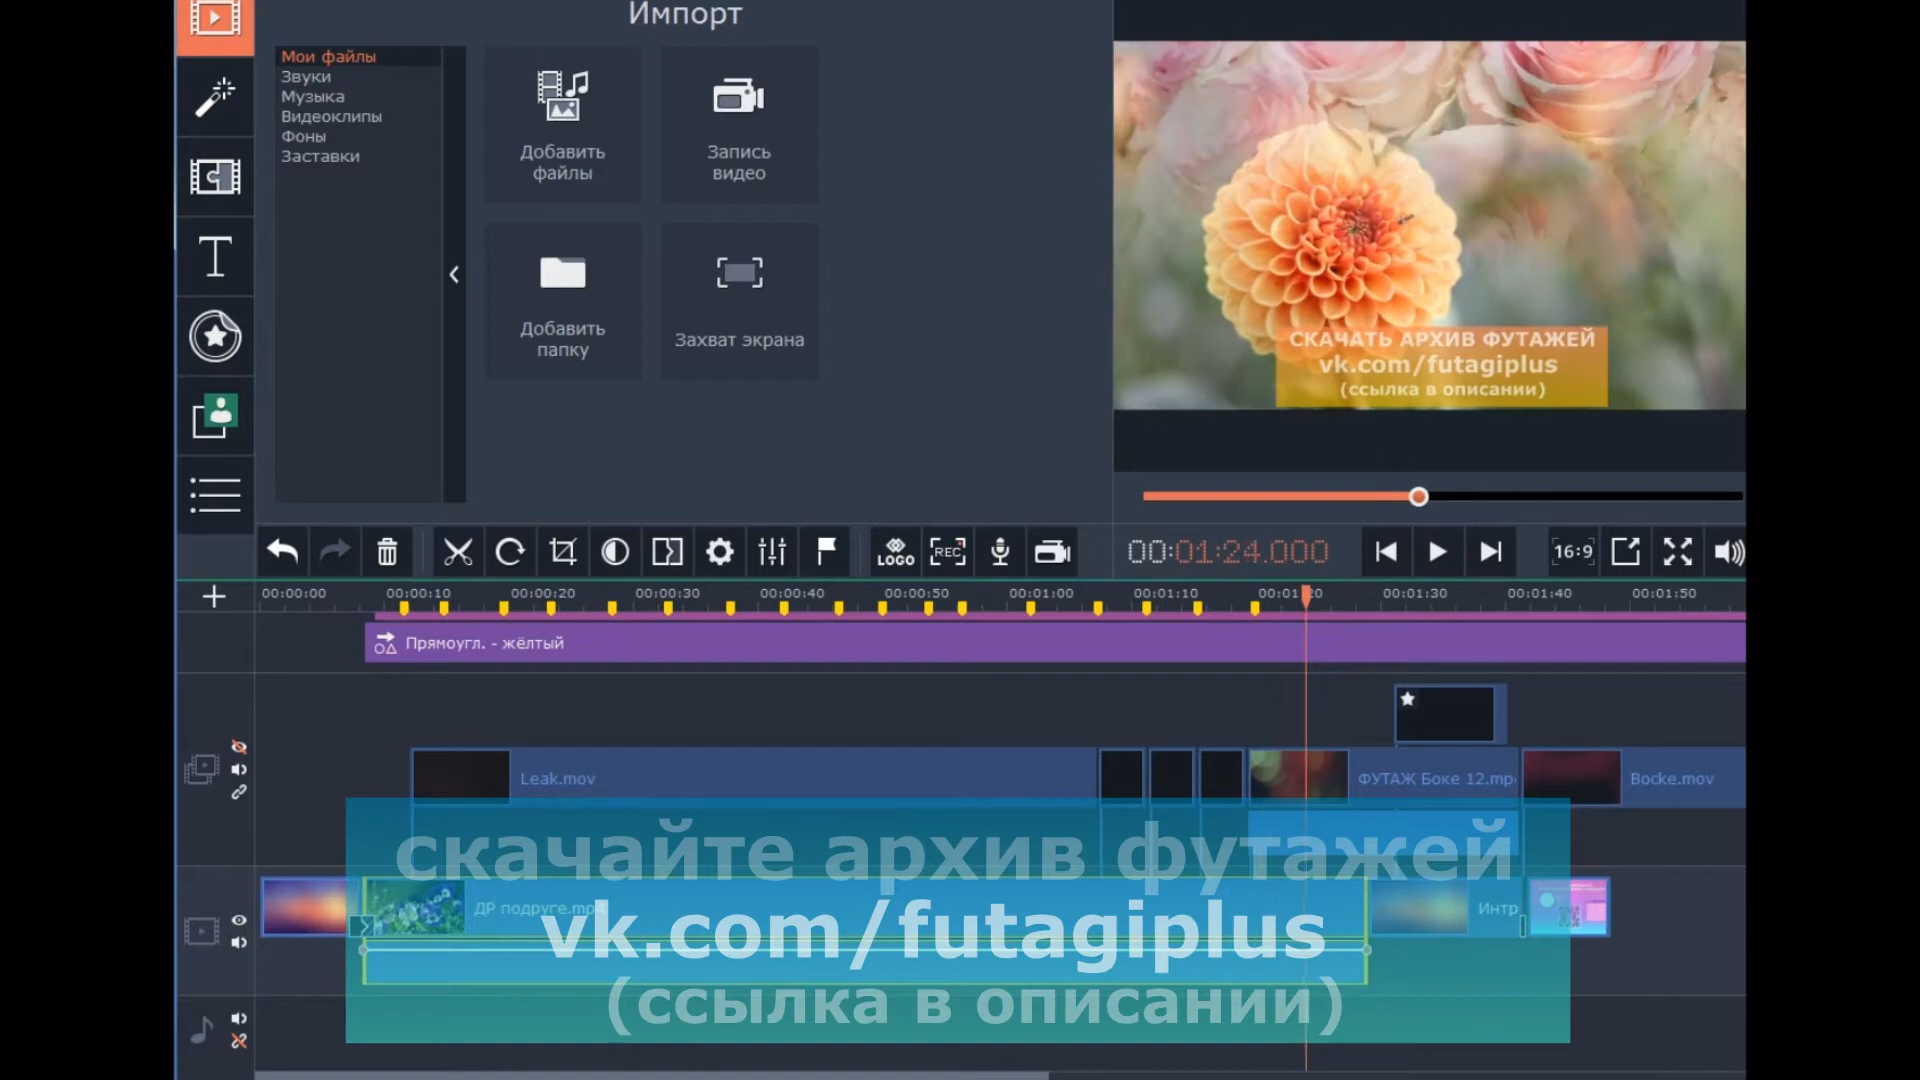 Импорт
Мои файлы
Звуки
Музыка
Видеоклипы
Фоны
Заставки
Добавить
файлы
Запись
видео
Добавить
папку
Захват экрана
СКАЧАТЬ АРХИВ ФУТАЖЕЙ
vk.com/futagiplus
(ссылка в описании)
LOGO
REC
00:01:24.000
16:9
00:00:00
00:00:10
00:00:20
00:00:30
00:00:40
00:00:50
00:01:00
00:01:10
00:01:20
00:01:30
00:01:40
00:01:50
Прямоугл. - жёлтый
Leak.mov
ФУТАЖ Боке 12.mp4
Bocke.mov
скачайте архив футажей
ДР подруге.mp4
Интр
vk.com/futagiplus
(ссылка в описании)